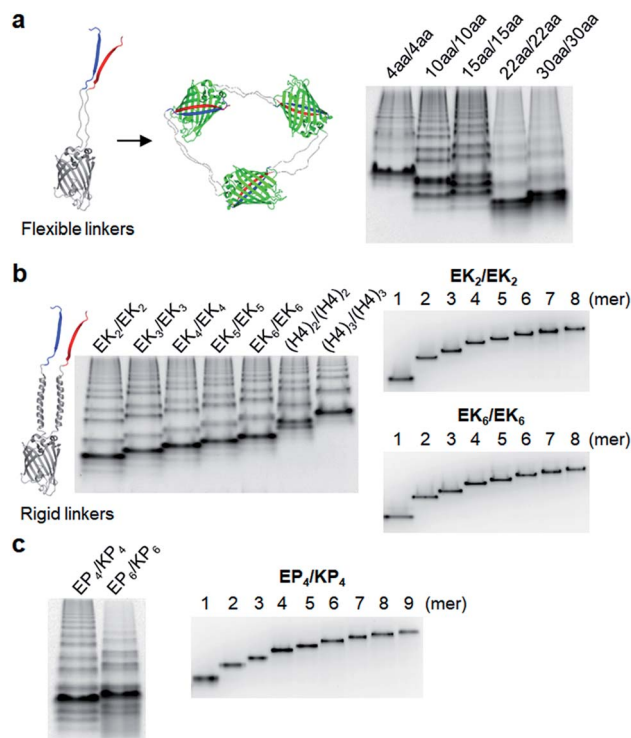 a
4aa/4aa
10aa/10aa
15aa/15aa
22aa/22aa
30aa/30aa
Flexible linkers
b
EK2/EK2
EK3/EK3
EK4/EK4
EK5/EK5
EK6/EK6
(H4)2/(H4)2
(H4)3/(H4)3
Rigid linkers
EK2/EK2
1 2 3 4 5 6 7 8 (mer)
EK6/EK6
1 2 3 4 5 6 7 8 (mer)
c
EP4/KP4
EP6/KP6
EP4/KP4
1 2 3 4 5 6 7 8 9 (mer)